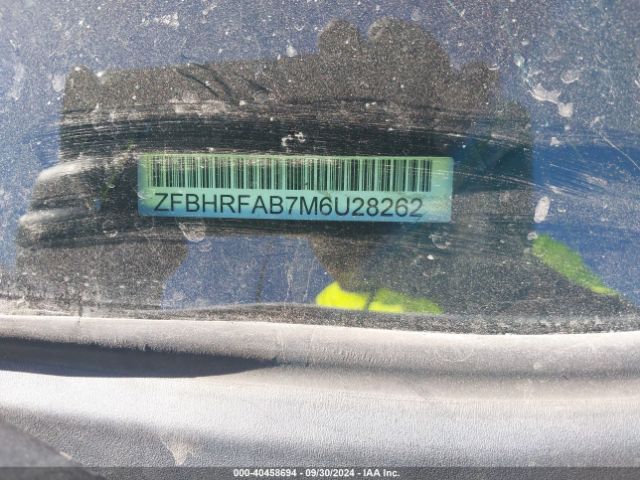 ZFBHRFAB7M6U28262
000-40458694 - 09/30/2024 - IAA Inc.